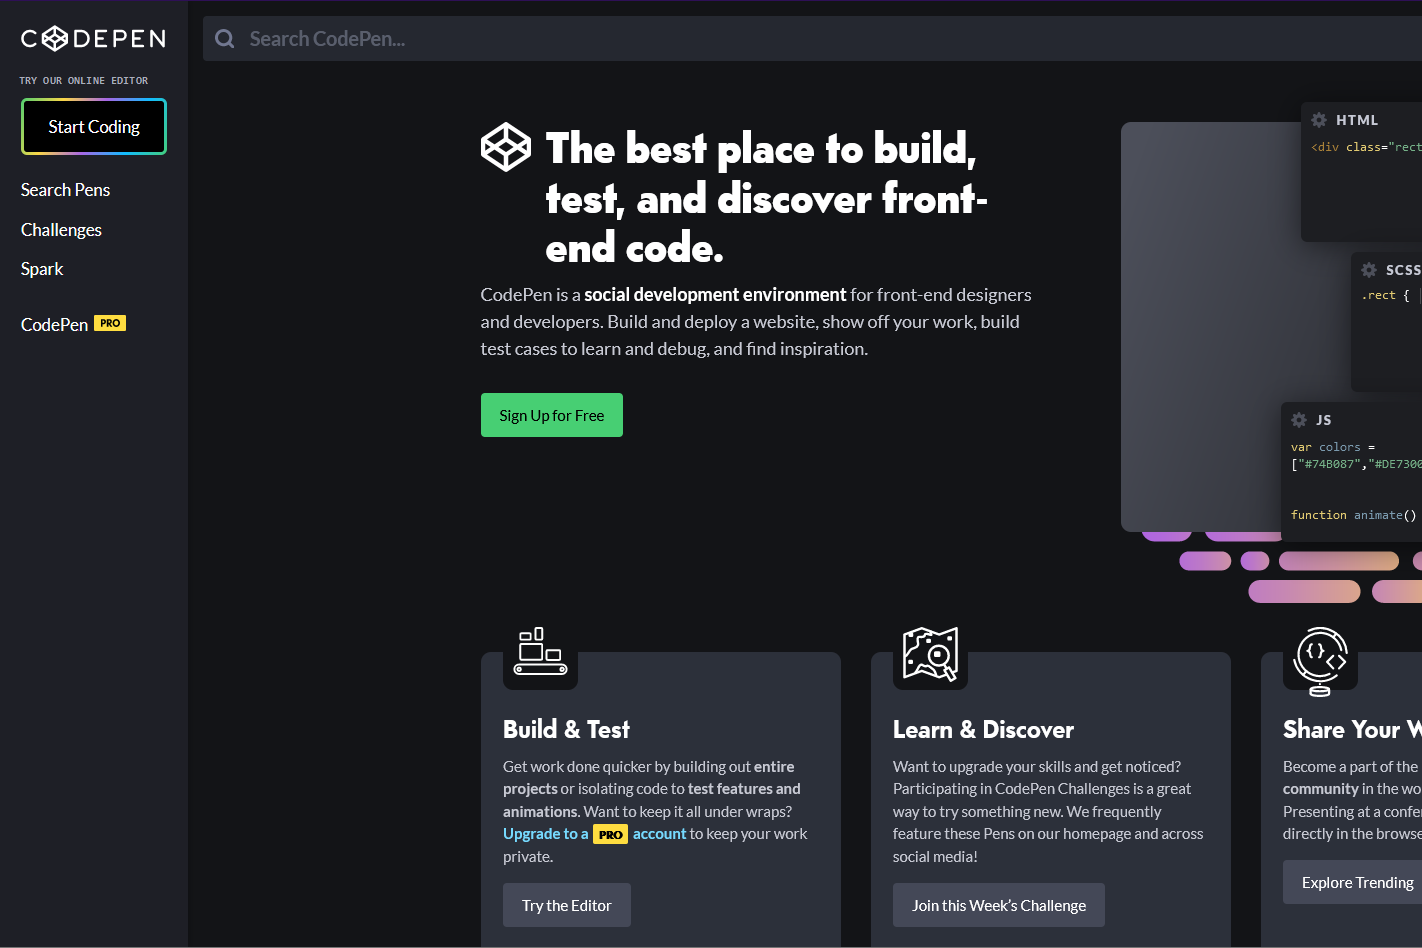 CODEPEN
Search CodePen...
TRY OUR ONLINE EDITOR
Start Coding
Search Pens
Challenges
Spark
CodePen PRO
The best place to build,
test, and discover front-
end code.
CodePen is a social development environment for front-end designers
and developers. Build and deploy a website, show off your work, build
test cases to learn and debug, and find inspiration.
Sign Up for Free
HTML
<div class="rect
SCSS
.rect {
JS
var colors =
["#74B087","#DE7300
function animate()
Build & Test
Get work done quicker by building out entire
projects or isolating code to test features and
animations. Want to keep it all under wraps?
Upgrade to a PRO account to keep your work
private.
Try the Editor
Learn & Discover
Want to upgrade your skills and get noticed?
Participating in CodePen Challenges is a great
way to try something new. We frequently
feature these Pens on our homepage and across
social media!
Join this Week's Challenge
Share Your W
Become a part of the
community in the wo
Presenting at a confe
directly in the browse
Explore Trending